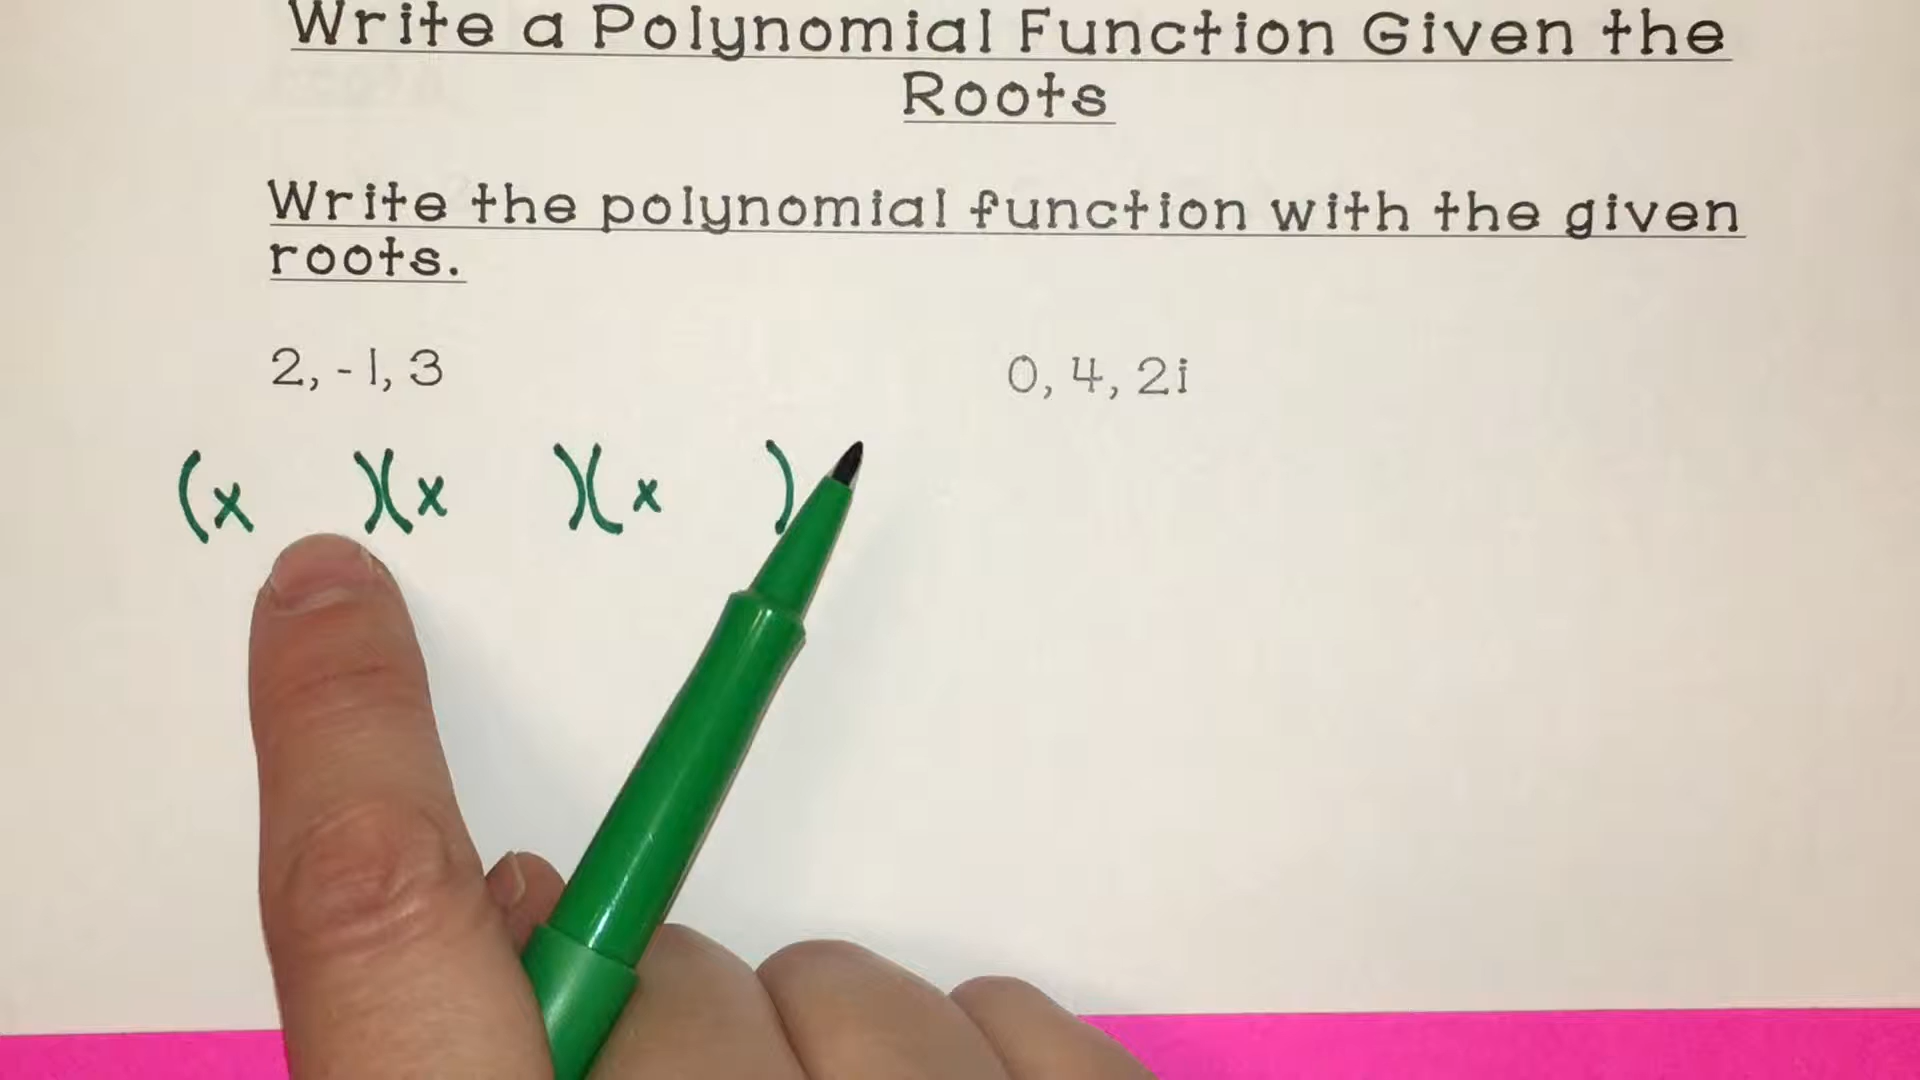 Write a Polynomial Function Given the
Roots
Write the polynomial function with the given
roots.
2, -1, 3
0, 4, 2i
(x )(x )(x )